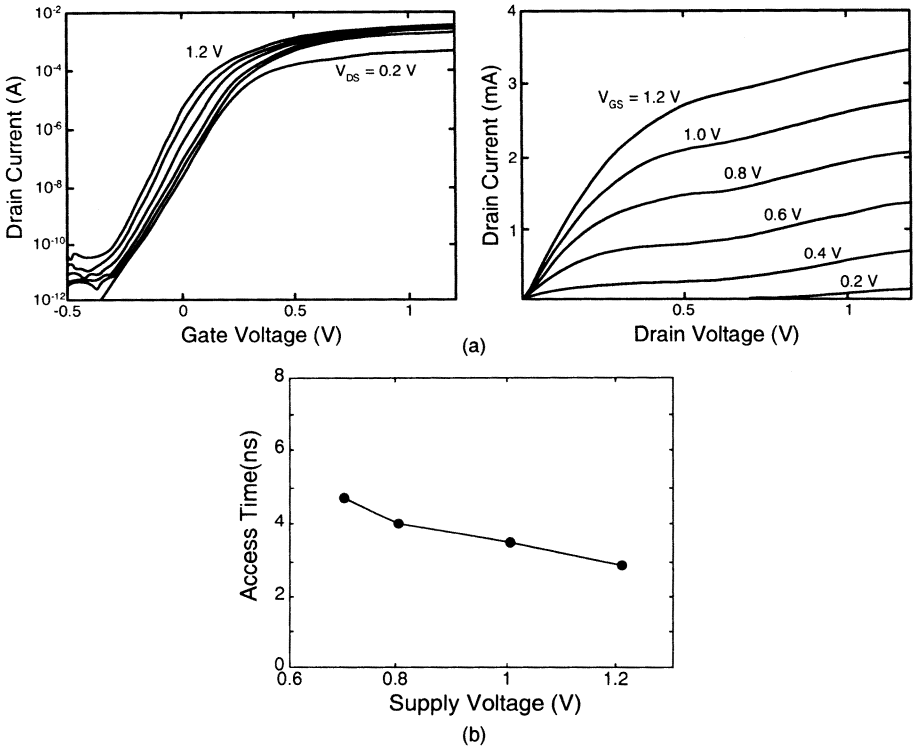 Drain Current (A)
10-2
10-4
10-6
10-8
10-10
10-12
1.2 V
VDS = 0.2 V
-0.5
0
0.5
1
Gate Voltage (V)
Drain Current (mA)
4
3
2
1
VGS = 1.2 V
1.0 V
0.8 V
0.6 V
0.4 V
0.2 V
0
0.5
1
Drain Voltage (V)
(a)
Access Time(ns)
8
6
4
2
0
0.6
0.8
1
1.2
Supply Voltage (V)
(b)